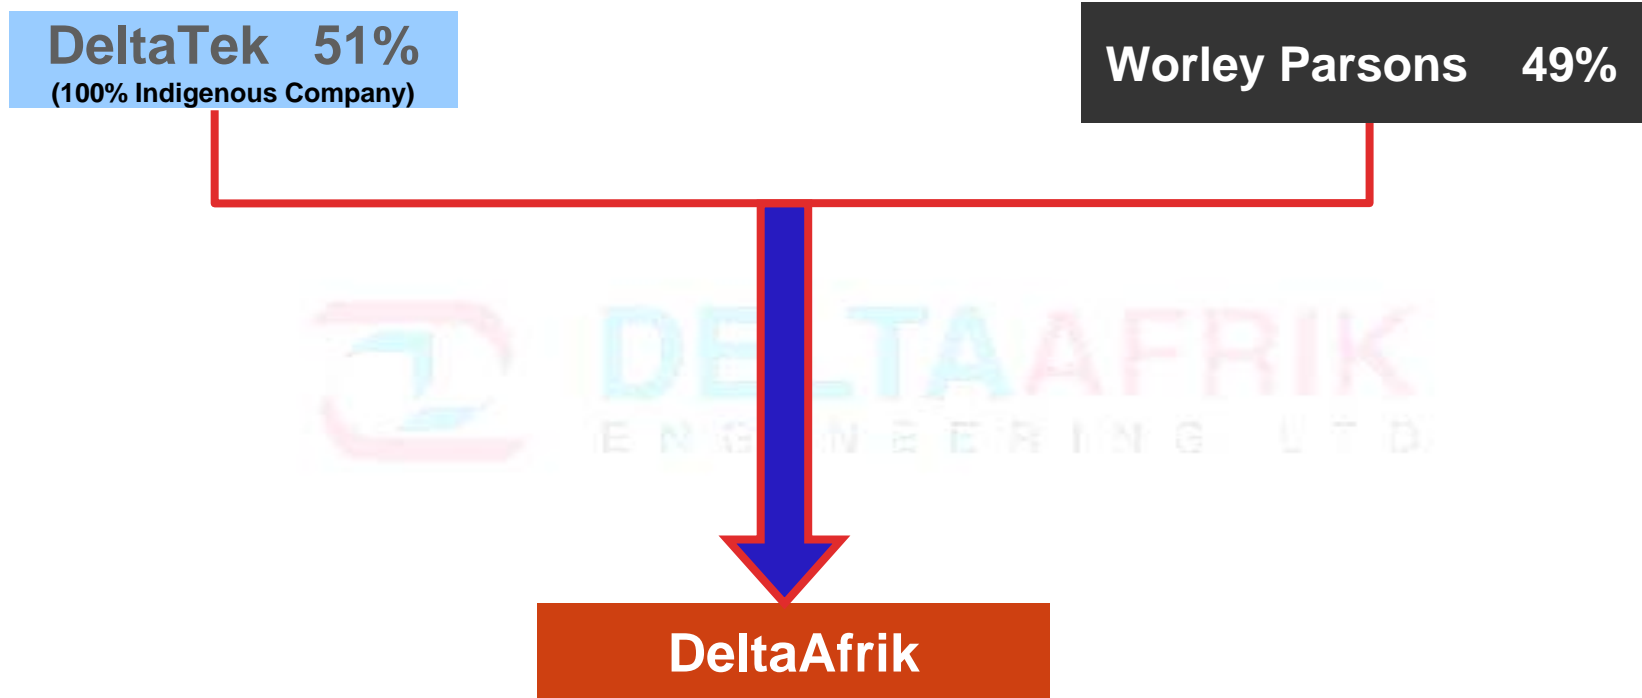 DeltaTek 51%
(100% Indigenous Company)
Worley Parsons 49%
DELTAAFRIK
ENGINEERING LTD
DeltaAfrik